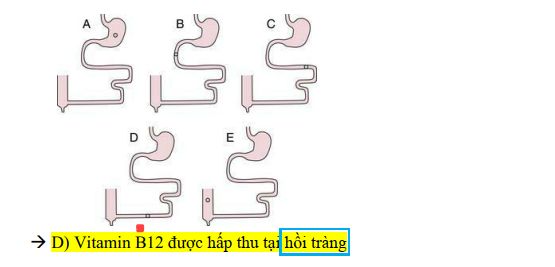 A
B
C
D
E
→ D) Vitamin B12 được hấp thu tại hồi tràng